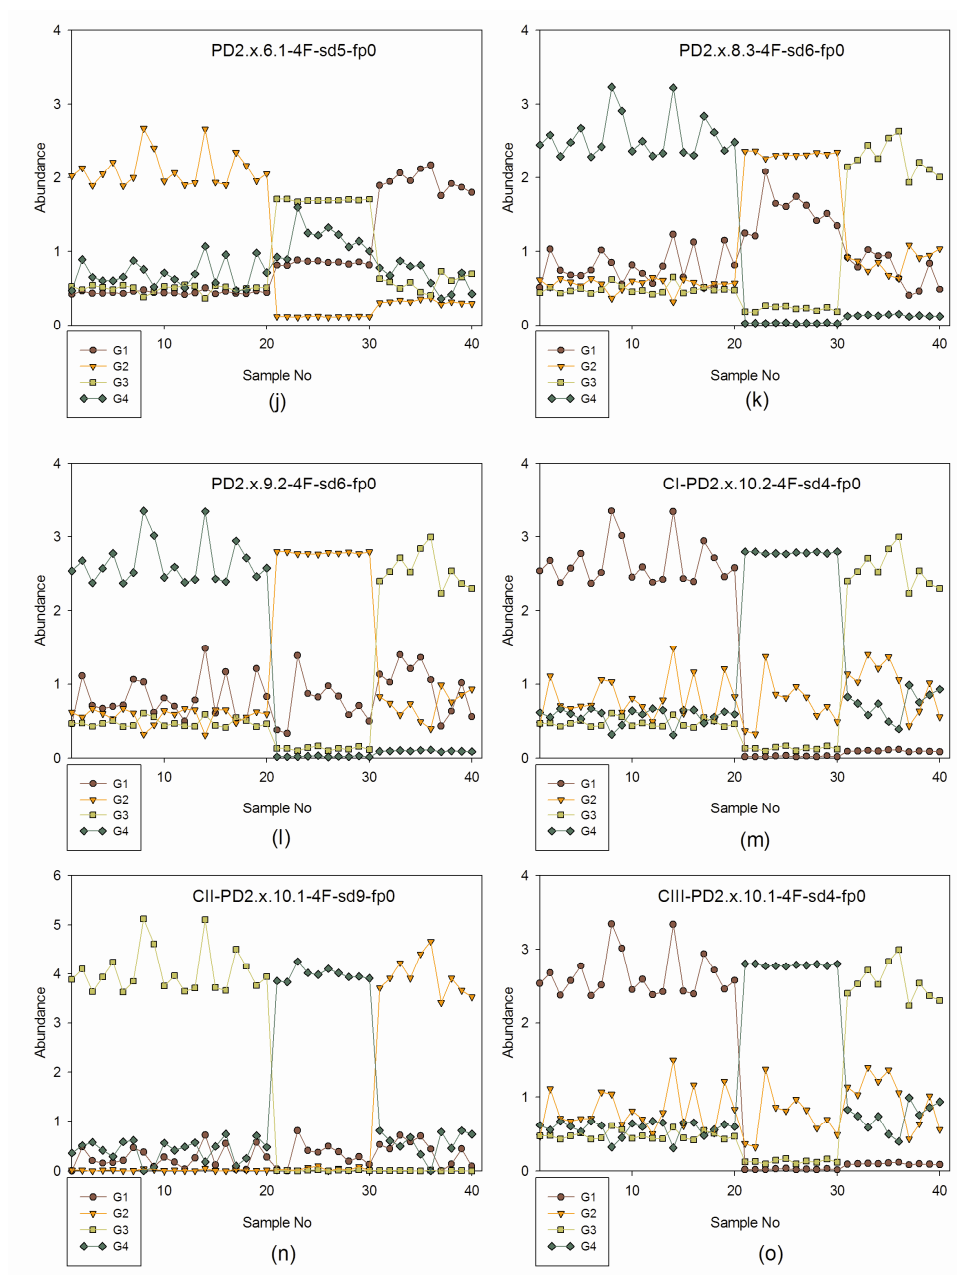 PD2.x.6.1-4F-sd5-fp0
4
3
2
1
0
Abundance
10
20
30
40
Sample No
G1
G2
G3
G4
(j)
PD2.x.8.3-4F-sd6-fp0
4
3
2
1
0
Abundance
10
20
30
40
Sample No
G1
G2
G3
G4
(k)
PD2.x.9.2-4F-sd6-fp0
4
3
2
1
0
Abundance
10
20
30
40
Sample No
G1
G2
G3
G4
(l)
CI-PD2.x.10.2-4F-sd4-fp0
4
3
2
1
0
Abundance
10
20
30
40
Sample No
G1
G2
G3
G4
(m)
CII-PD2.x.10.1-4F-sd9-fp0
6
5
4
3
2
1
0
Abundance
10
20
30
40
Sample No
G1
G2
G3
G4
(n)
CIII-PD2.x.10.1-4F-sd4-fp0
4
3
2
1
0
Abundance
10
20
30
40
Sample No
G1
G2
G3
G4
(o)